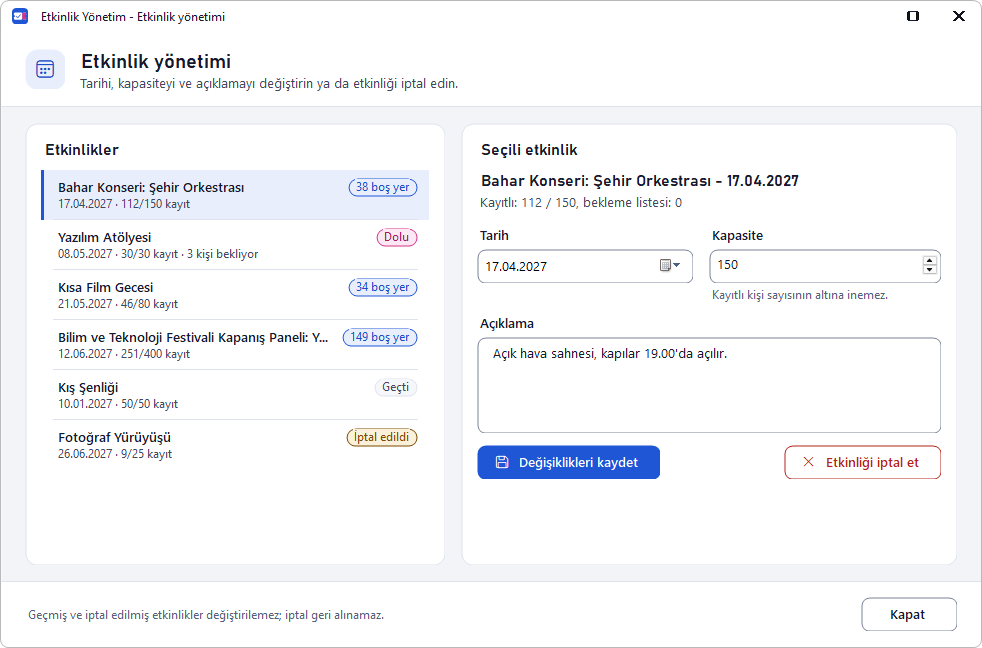 Etkinlik Yönetim - Etkinlik yönetimi
Etkinlik yönetimi
Tarihi, kapasiteyi ve açıklamayı değiştirin ya da etkinliği iptal edin.
Etkinlikler
Bahar Konseri: Şehir Orkestrası
38 boş yer
17.04.2027 · 112/150 kayıt
Yazılım Atölyesi
Dolu
08.05.2027 · 30/30 kayıt · 3 kişi bekliyor
Kısa Film Gecesi
34 boş yer
21.05.2027 · 46/80 kayıt
Bilim ve Teknoloji Festivali Kapanış Paneli: Y...
149 boş yer
12.06.2027 · 251/400 kayıt
Kış Şenliği
Geçti
10.01.2027 · 50/50 kayıt
Fotoğraf Yürüyüşü
İptal edildi
26.06.2027 · 9/25 kayıt
Seçili etkinlik
Bahar Konseri: Şehir Orkestrası - 17.04.2027
Kayıtlı: 112 / 150, bekleme listesi: 0
Tarih
Kapasite
17.04.2027
150
Kayıtlı kişi sayısının altına inemez.
Açıklama
Açık hava sahnesi, kapılar 19.00'da açılır.
Değişiklikleri kaydet
Etkinliği iptal et
Geçmiş ve iptal edilmiş etkinlikler değiştirilemez; iptal geri alınamaz.
Kapat